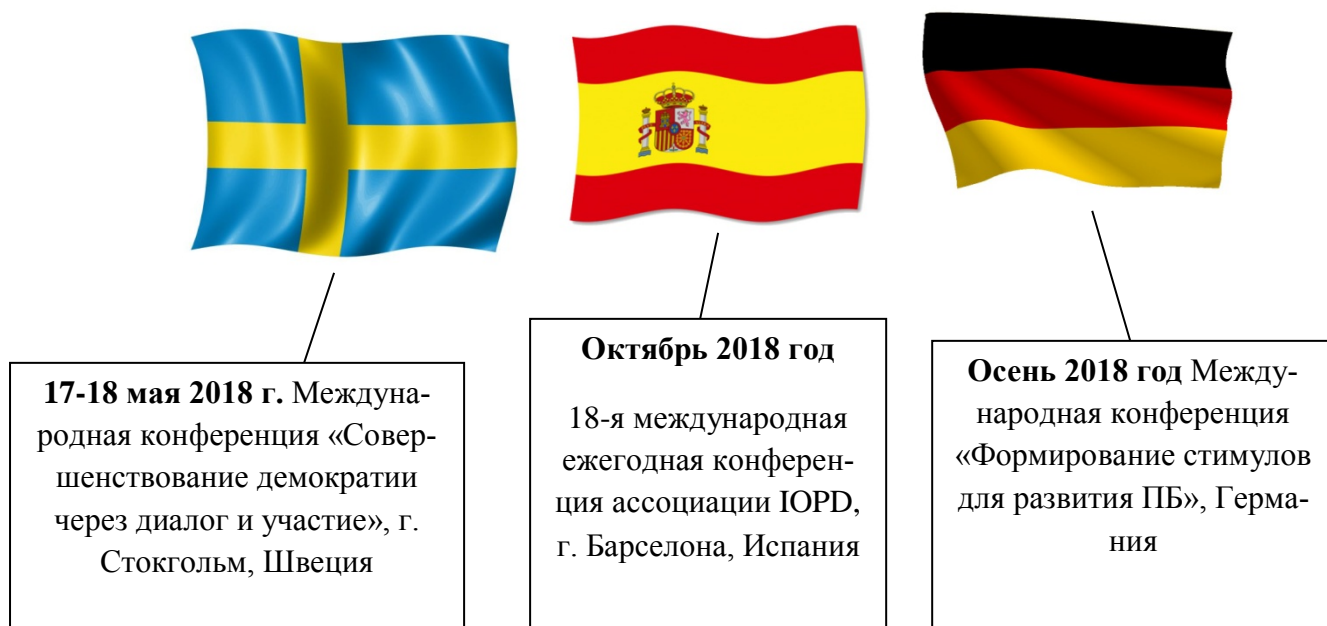 17-18 мая 2018 г. Междуна-
родная конференция «Совер-
шенствование демократии
через диалог и участие», г.
Стокгольм, Швеция
Октябрь 2018 год
18-я международная
ежегодная конферен-
ция ассоциации IOPD,
г. Барселона, Испания
Осень 2018 год Между-
народная конференция
«Формирование стимулов
для развития ПБ», Герма-
ния